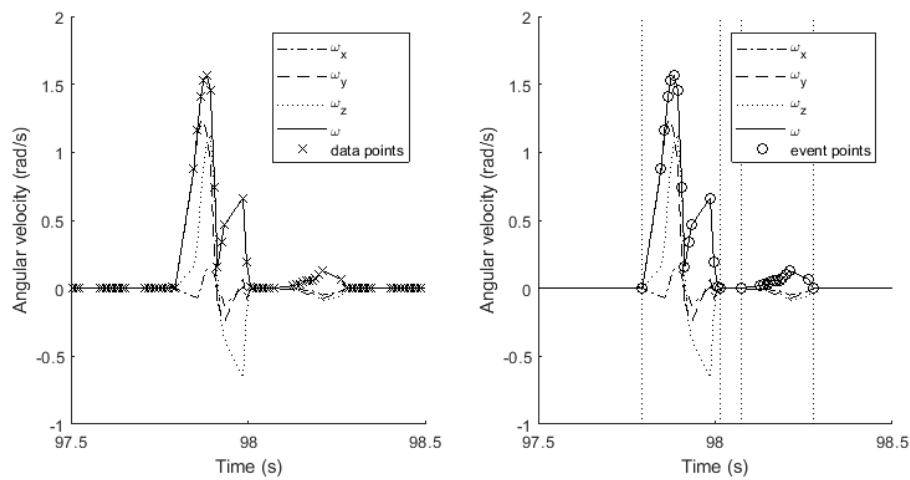 2
1.5
1
0.5
0
-0.5
-1
Angular velocity (rad/s)
97.5
98
98.5
Time (s)
ωx
ωy
ωz
ω
data points
2
1.5
1
0.5
0
-0.5
-1
Angular velocity (rad/s)
97.5
98
98.5
Time (s)
ωx
ωy
ωz
ω
event points